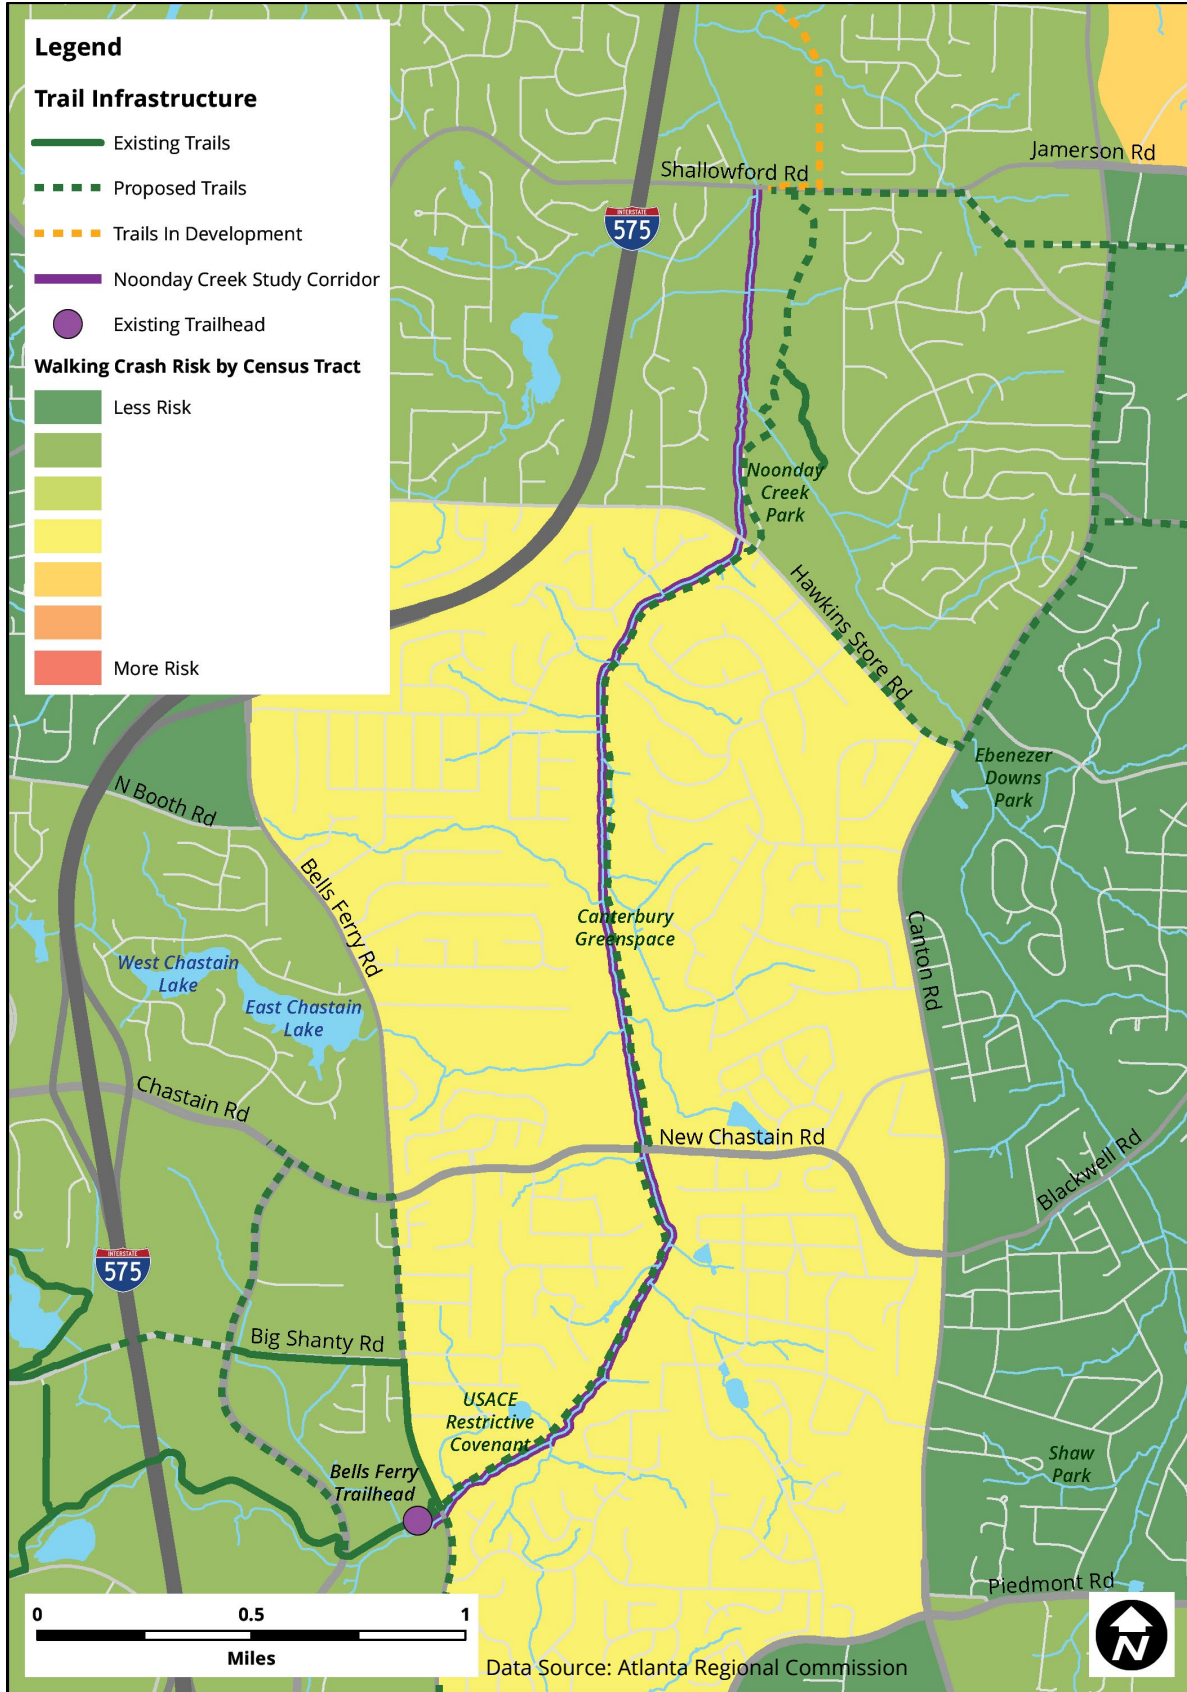 Legend
Trail Infrastructure
Existing Trails
Proposed Trails
Trails In Development
Noonday Creek Study Corridor
Existing Trailhead
Walking Crash Risk by Census Tract
Less Risk
More Risk
Shallowford Rd
Jamerson Rd
INTERSTATE
575
Noonday
Creek
Park
Hawkins Store Rd
Ebenezer
Downs
Park
N Booth Rd
Bells Ferry Rd
Canterbury
Greenspace
Canton Rd
West Chastain
Lake
East Chastain
Lake
Chastain Rd
New Chastain Rd
Blackwell Rd
INTERSTATE
575
Big Shanty Rd
USACE
Restrictive
Covenant
Bells Ferry
Trailhead
Shaw
Park
Piedmont Rd
0 0.5 1
Miles
Data Source: Atlanta Regional Commission
N